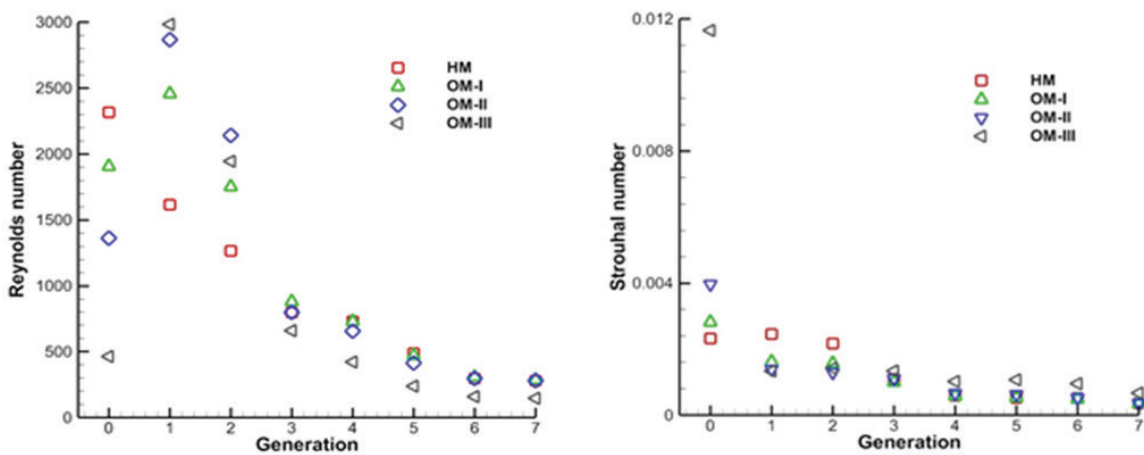 3000
2500
2000
1500
1000
500
0
0 1 2 3 4 5 6 7
Reynolds number
Generation
HM
OM-I
OM-II
OM-III
0.012
0.008
0.004
0
0 1 2 3 4 5 6 7
Strouhal number
Generation
HM
OM-I
OM-II
OM-III